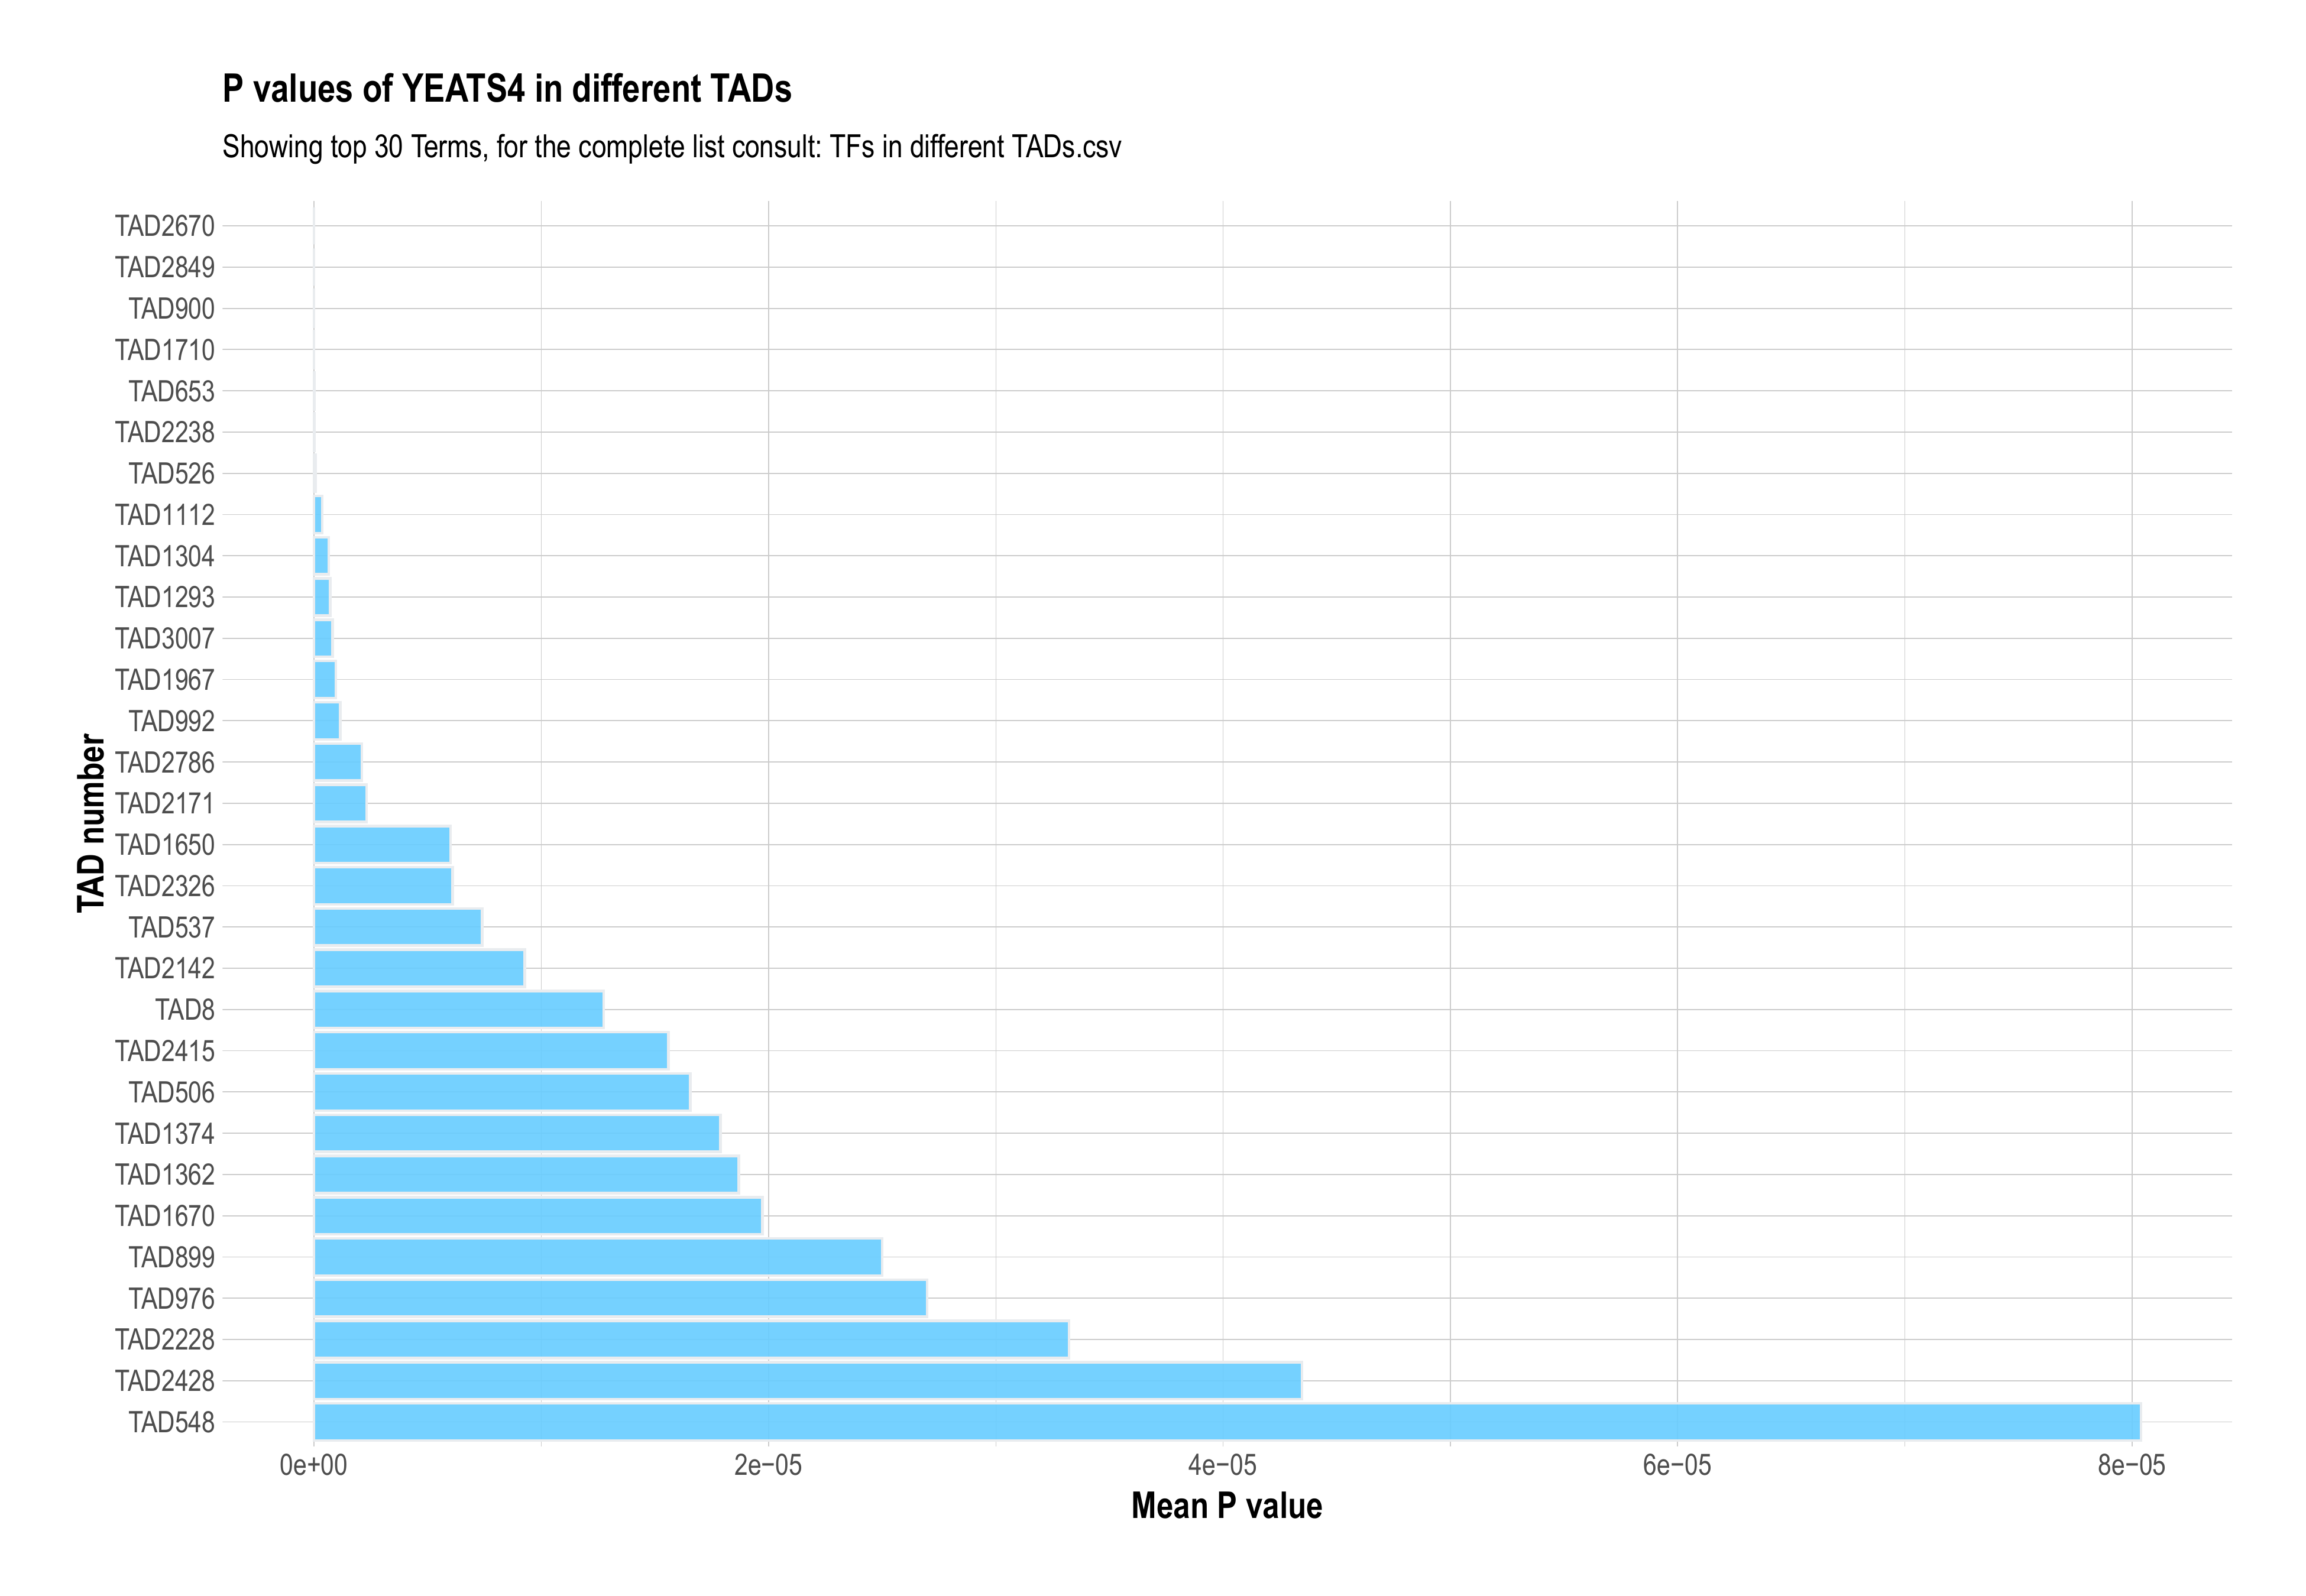 P values of YEATS4 in different TADs
Showing top 30 Terms, for the complete list consult: TFs in different TADs.csv
TAD number
TAD2670
TAD2849
TAD900
TAD1710
TAD653
TAD2238
TAD526
TAD1112
TAD1304
TAD1293
TAD3007
TAD1967
TAD992
TAD2786
TAD2171
TAD1650
TAD2326
TAD537
TAD2142
TAD8
TAD2415
TAD506
TAD1374
TAD1362
TAD1670
TAD899
TAD976
TAD2228
TAD2428
TAD548
0e+00 2e−05 4e−05 6e−05 8e−05
Mean P value